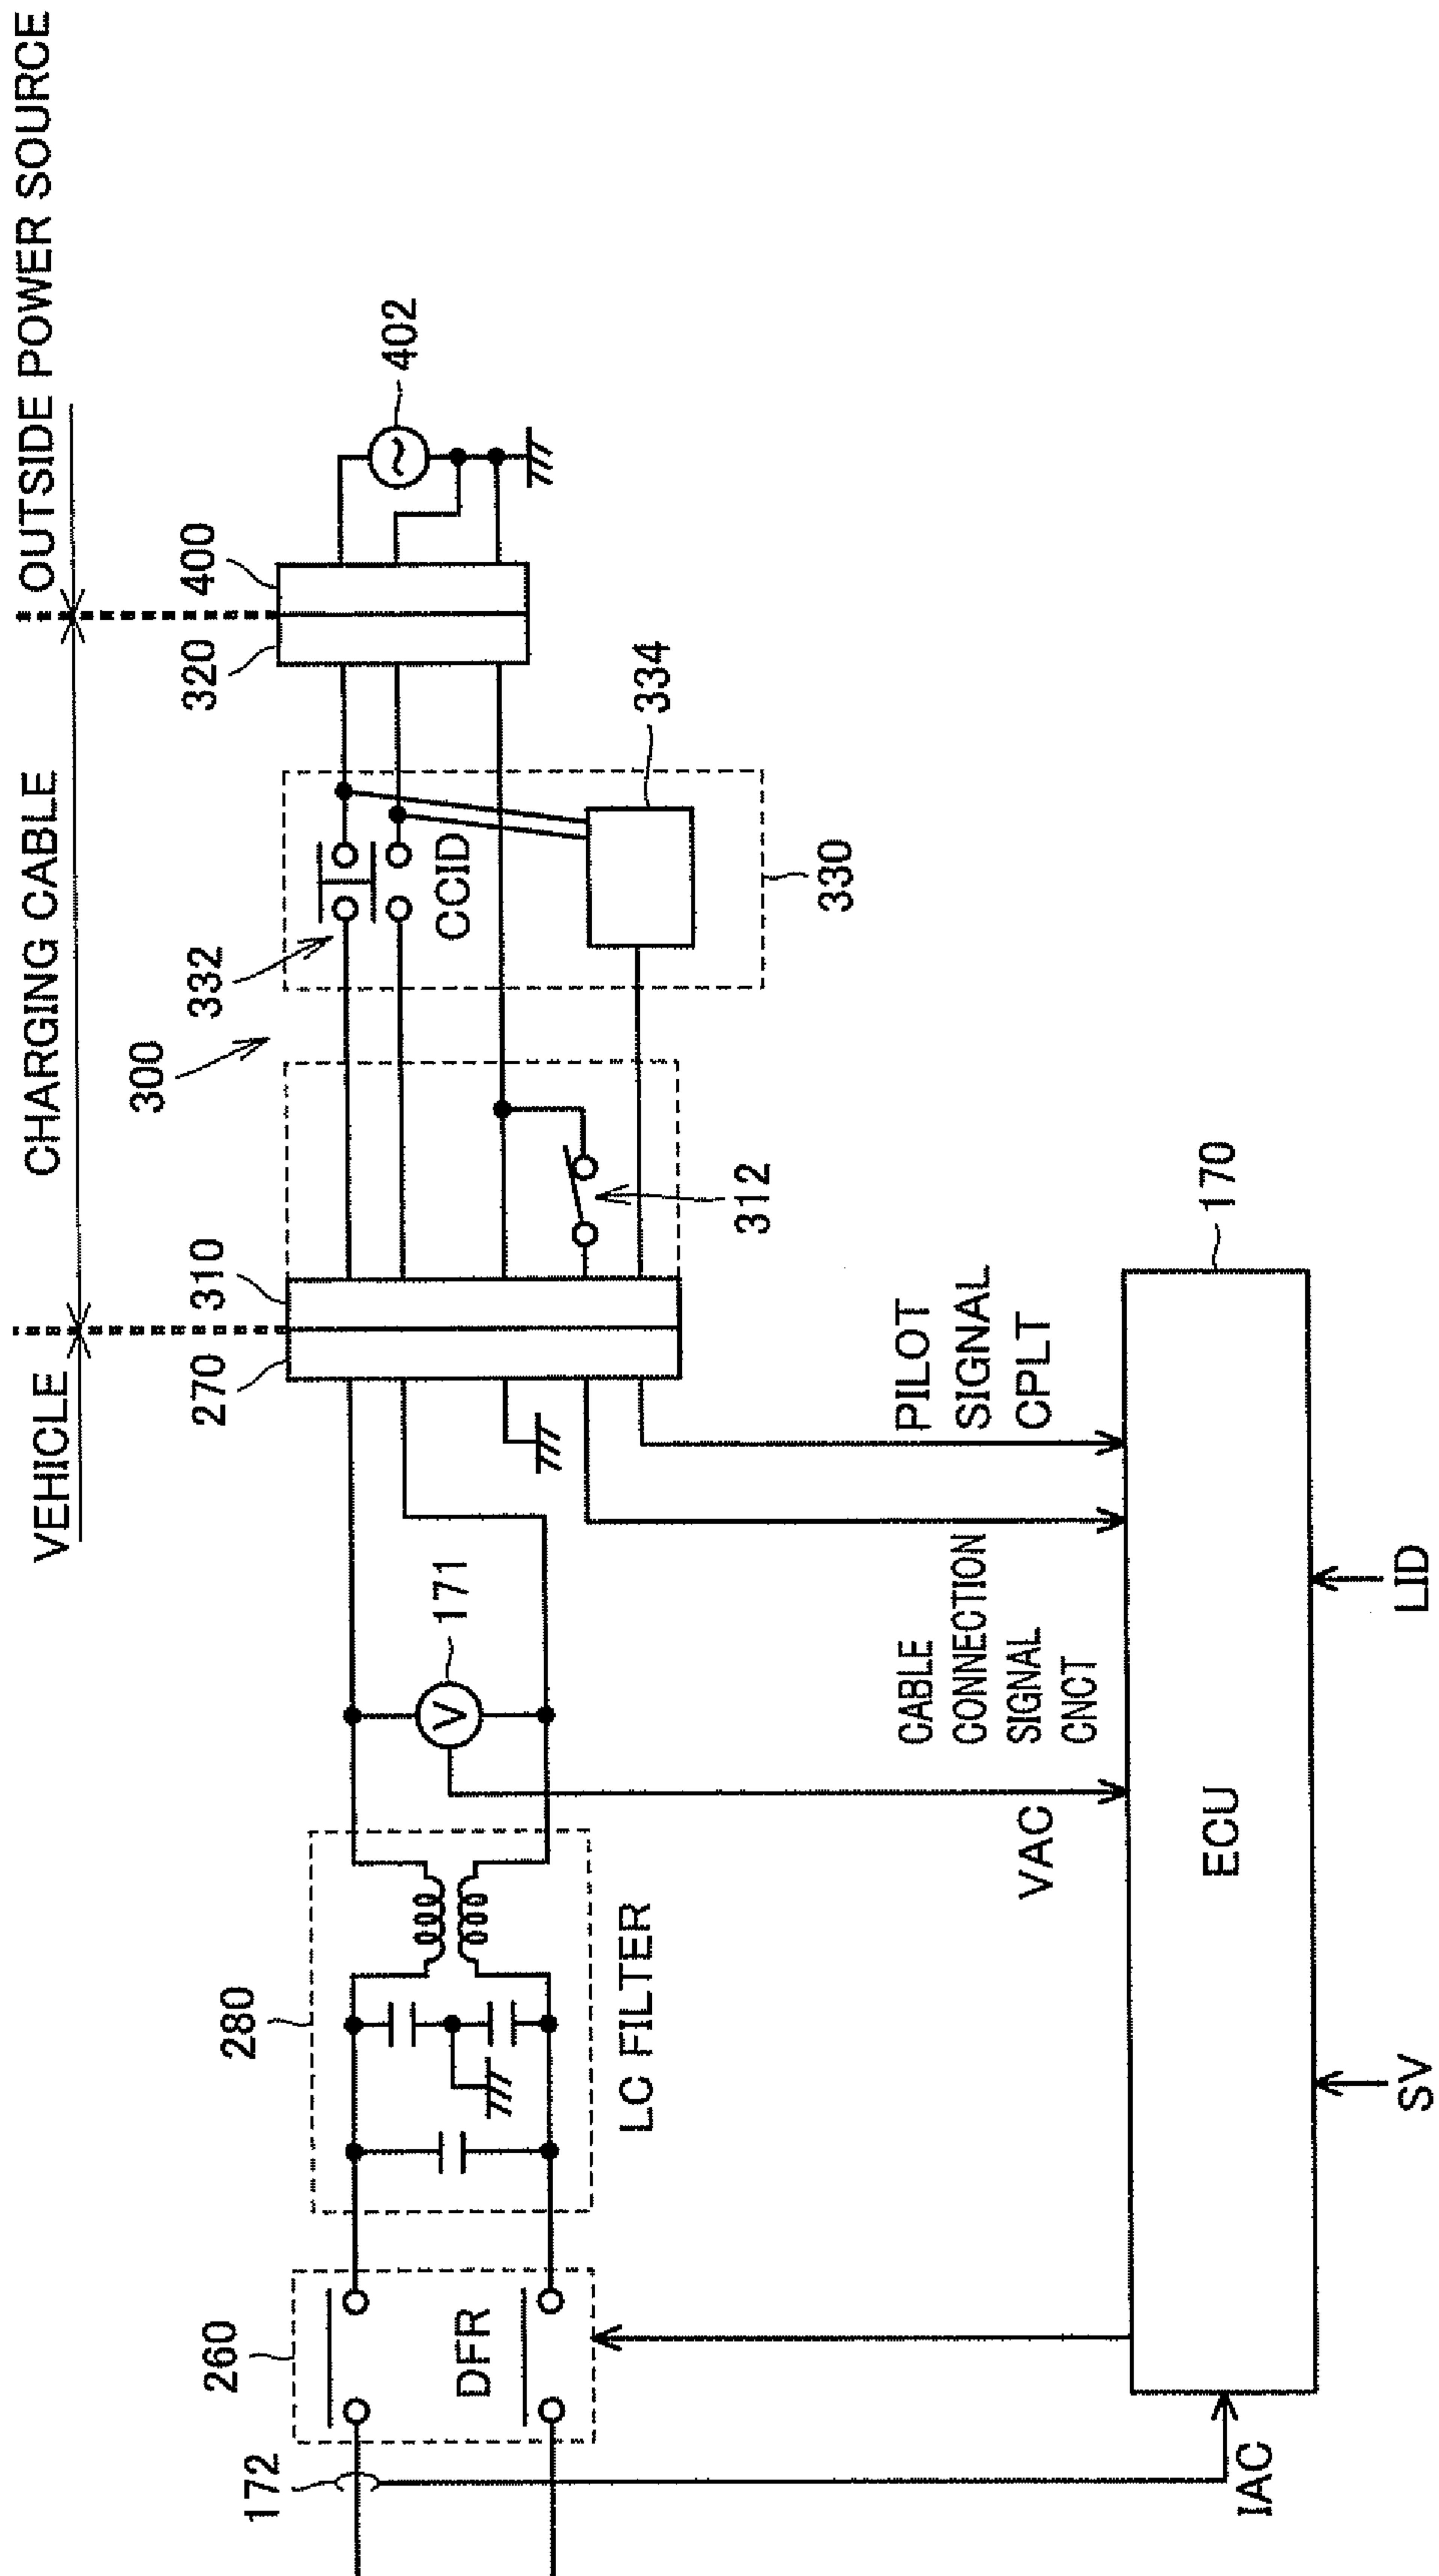 VEHICLE
CHARGING CABLE
OUTSIDE POWER SOURCE
300
332
310
270
320
400
402
260
280
172
171
DFR
V
CCID
334
312
330
LC FILTER
VAC
CABLE
CONNECTION
SIGNAL
CNCT
PILOT
SIGNAL
CPLT
170
ECU
IAC
SV
LID